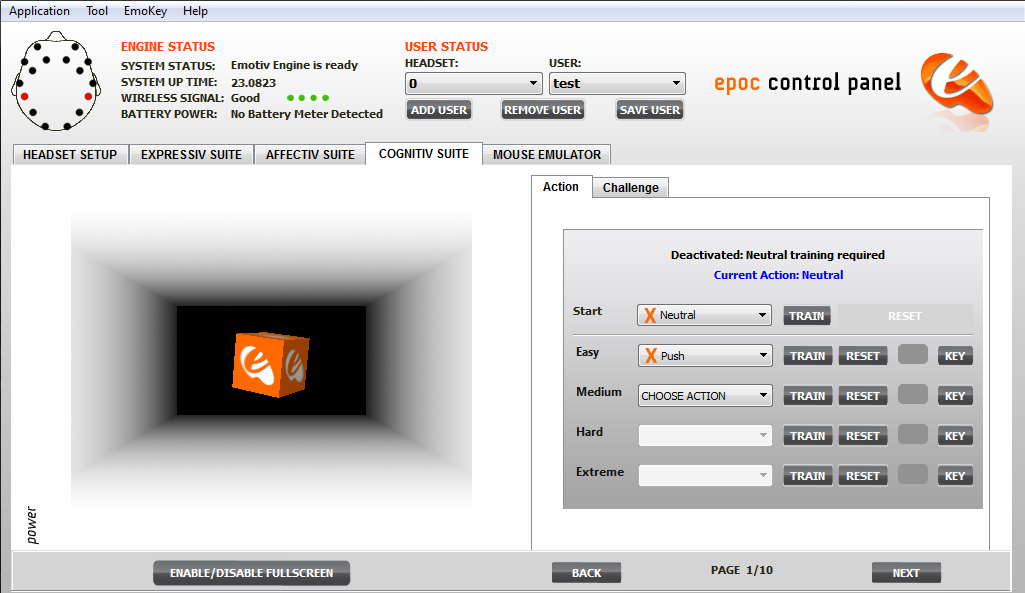 Application Tool EmoKey Help
ENGINE STATUS
SYSTEM STATUS: Emotiv Engine is ready
SYSTEM UP TIME: 23.0823
WIRELESS SIGNAL: Good
BATTERY POWER: No Battery Meter Detected
USER STATUS
HEADSET: USER:
0 test
ADD USER REMOVE USER SAVE USER
epoc control panel
HEADSET SETUP EXPRESSIV SUITE AFFECTIV SUITE COGNITIV SUITE MOUSE EMULATOR
Action Challenge
Deactivated: Neutral training required
Current Action: Neutral
Start X Neutral TRAIN RESET
Easy X Push TRAIN RESET KEY
Medium CHOOSE ACTION TRAIN RESET KEY
Hard TRAIN RESET KEY
Extreme TRAIN RESET KEY
power
ENABLE/DISABLE FULLSCREEN BACK PAGE 1/10 NEXT